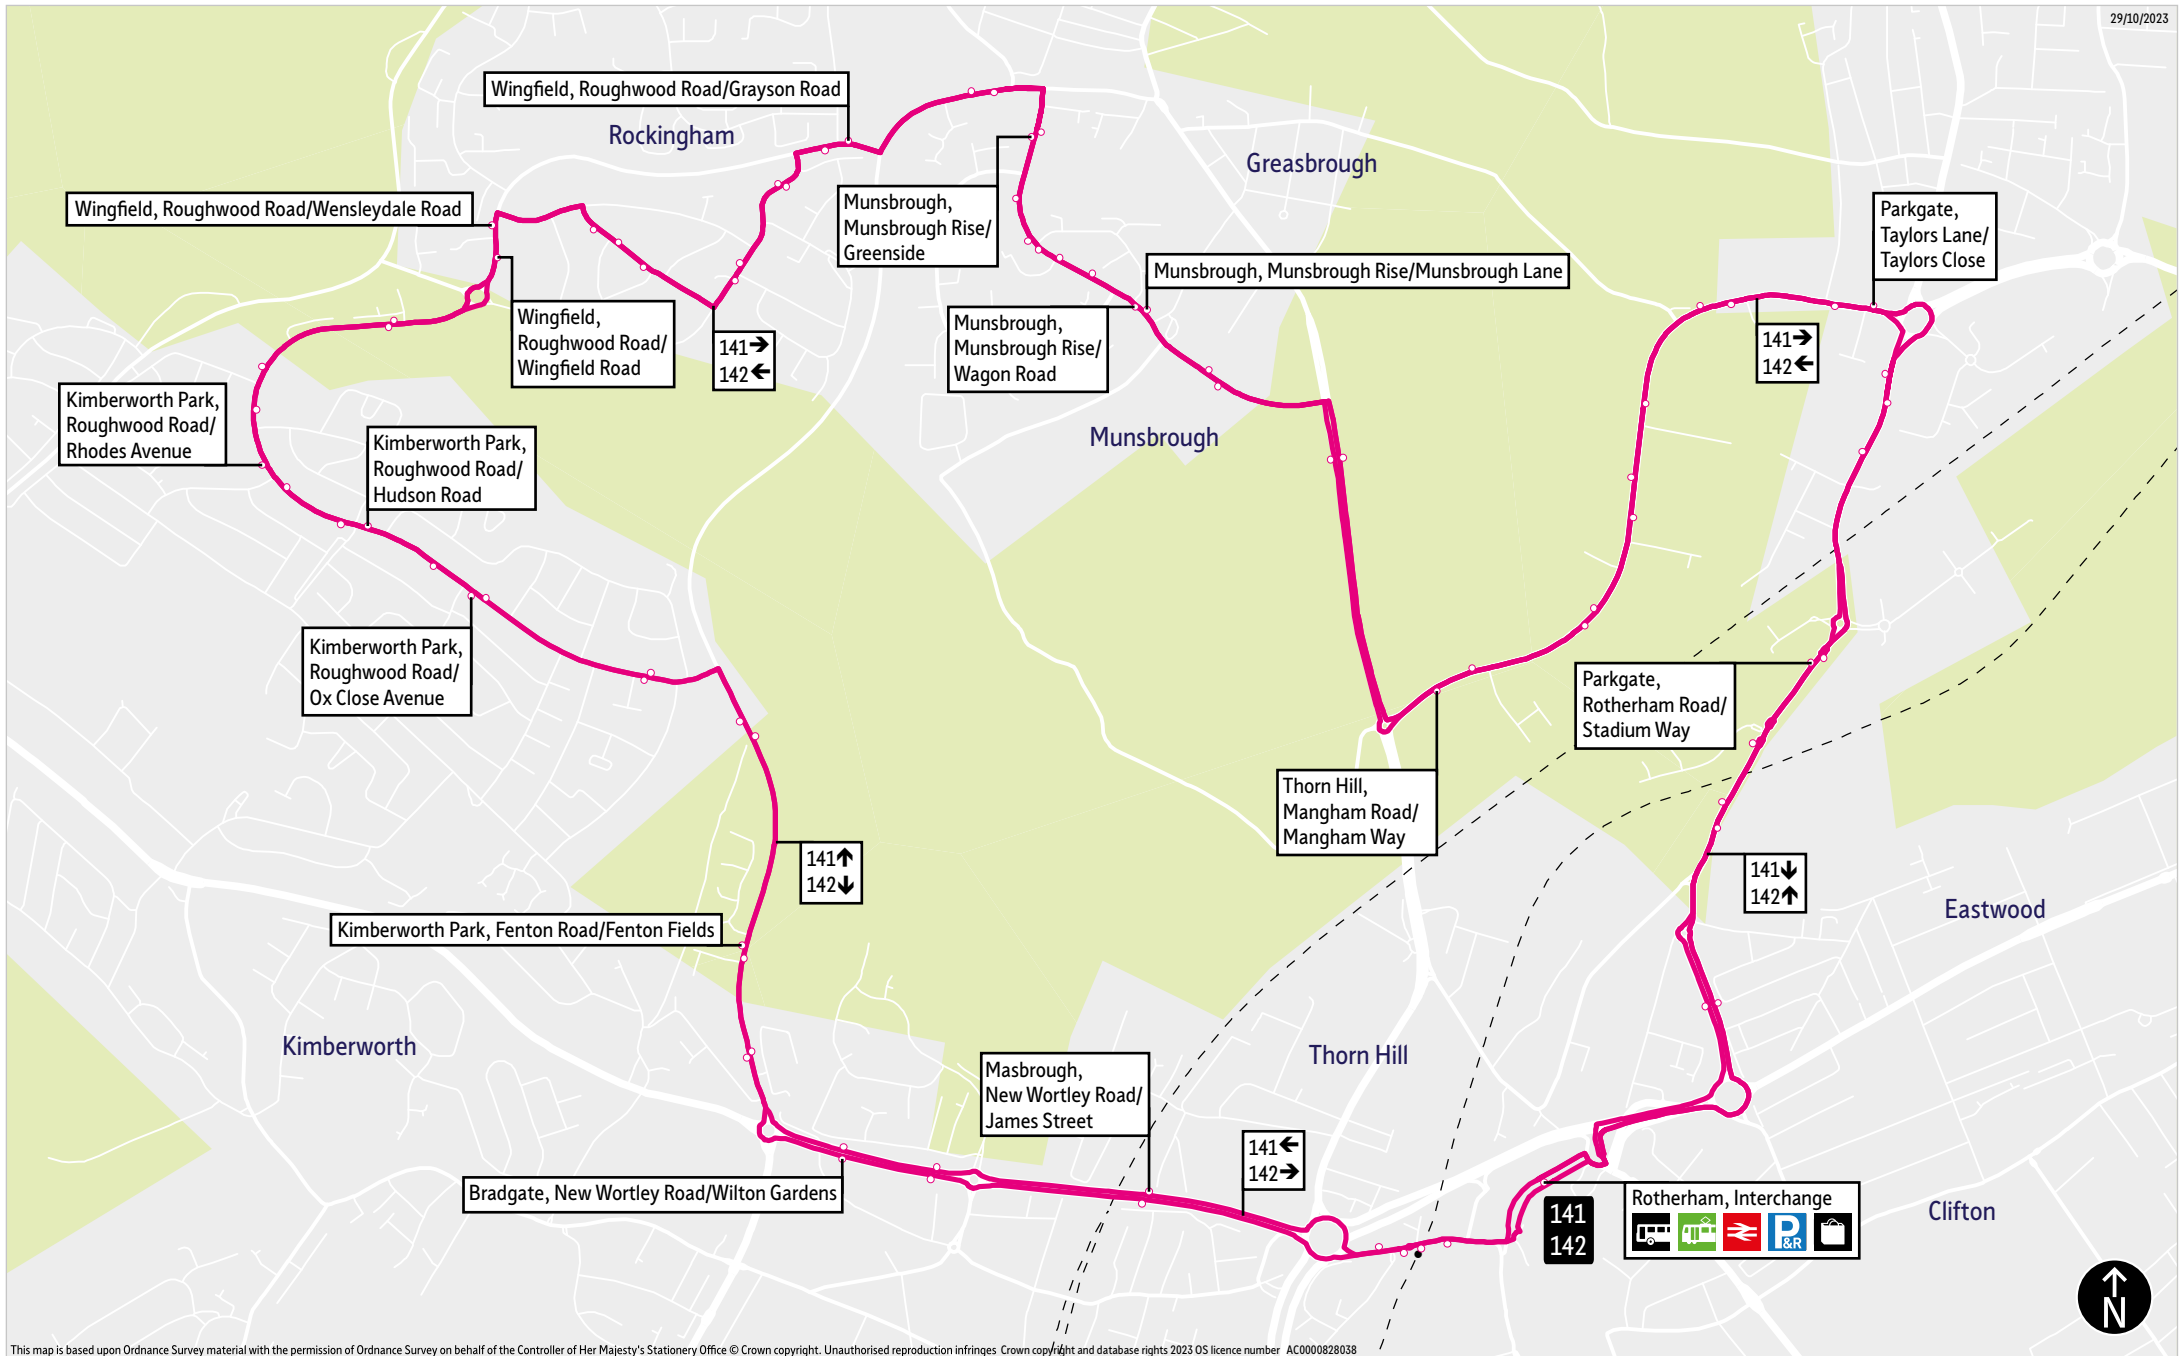 29/10/2023
Wingfield, Roughwood Road/Grayson Road
Rockingham
Greasbrough
Wingfield, Roughwood Road/Wensleydale Road
Munsbrough,
Munsbrough Rise/
Greenside
Parkgate,
Taylors Lane/
Taylors Close
Munsbrough, Munsbrough Rise/Munsbrough Lane
Wingfield,
Roughwood Road/
Wingfield Road
Munsbrough,
Munsbrough Rise/
Wagon Road
141→
142←
141→
142←
Kimberworth Park,
Roughwood Road/
Rhodes Avenue
Kimberworth Park,
Roughwood Road/
Hudson Road
Munsbrough
Kimberworth Park,
Roughwood Road/
Ox Close Avenue
Parkgate,
Rotherham Road/
Stadium Way
Thorn Hill,
Mangham Road/
Mangham Way
141↑
142↓
141↓
142↑
Eastwood
Kimberworth Park, Fenton Road/Fenton Fields
Kimberworth
Thorn Hill
Masbrough,
New Wortley Road/
James Street
141←
142→
Bradgate, New Wortley Road/Wilton Gardens
141
142
Rotherham, Interchange
P
&R
Clifton
N
This map is based upon Ordnance Survey material with the permission of Ordnance Survey on behalf of the Controller of Her Majesty's Stationery Office © Crown copyright. Unauthorised reproduction infringes Crown copyright and database rights 2023 OS licence number AC0000828038